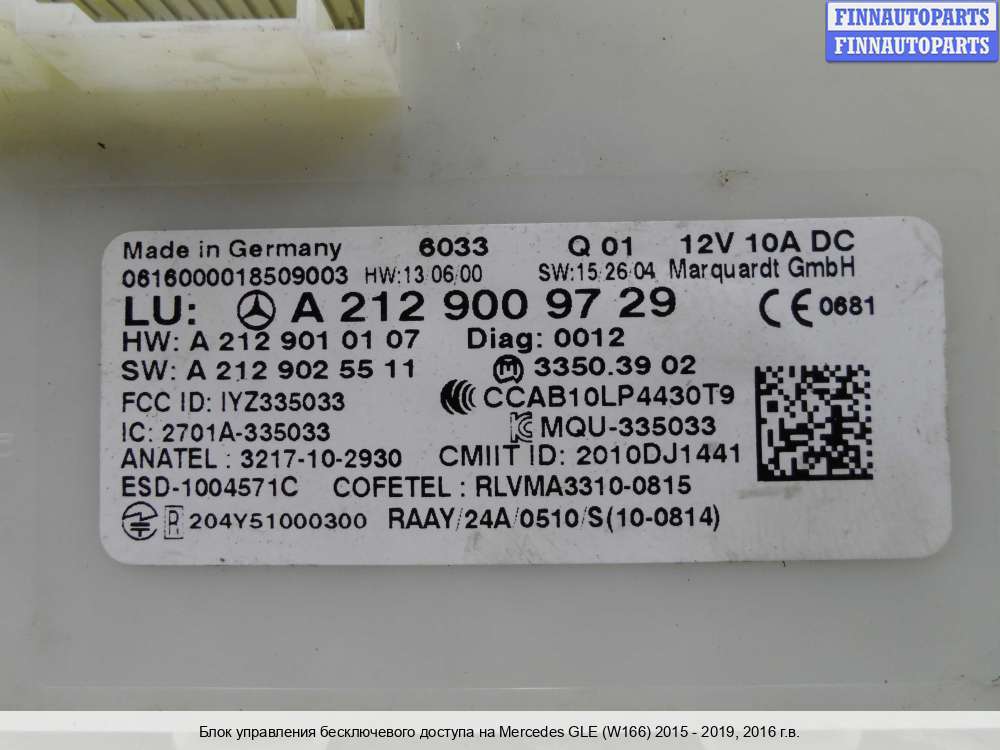 FINNAUTOPARTS
FINNAUTOPARTS
Made in Germany 6033 Q 01 12V 10A DC
0616000018509003 HW:13.06.00 SW:15.26.04 Marquardt GmbH
LU: A 212 900 97 29 CE 0681
HW: A 212 901 01 07 Diag: 0012
SW: A 212 902 55 11 M 3350.3902
FCC ID: IYZ335033 CCAB10LP4430T9
IC: 2701A-335033 MQU-335033
ANATEL : 3217-10-2930 CMIIT ID: 2010DJ1441
ESD-1004571C COFETEL : RLVMA3310-0815
R 204Y51000300 RAAY/24A/0510/S(10-0814)
Блок управления бесключевого доступа на Mercedes GLE (W166) 2015 - 2019, 2016 г.в.